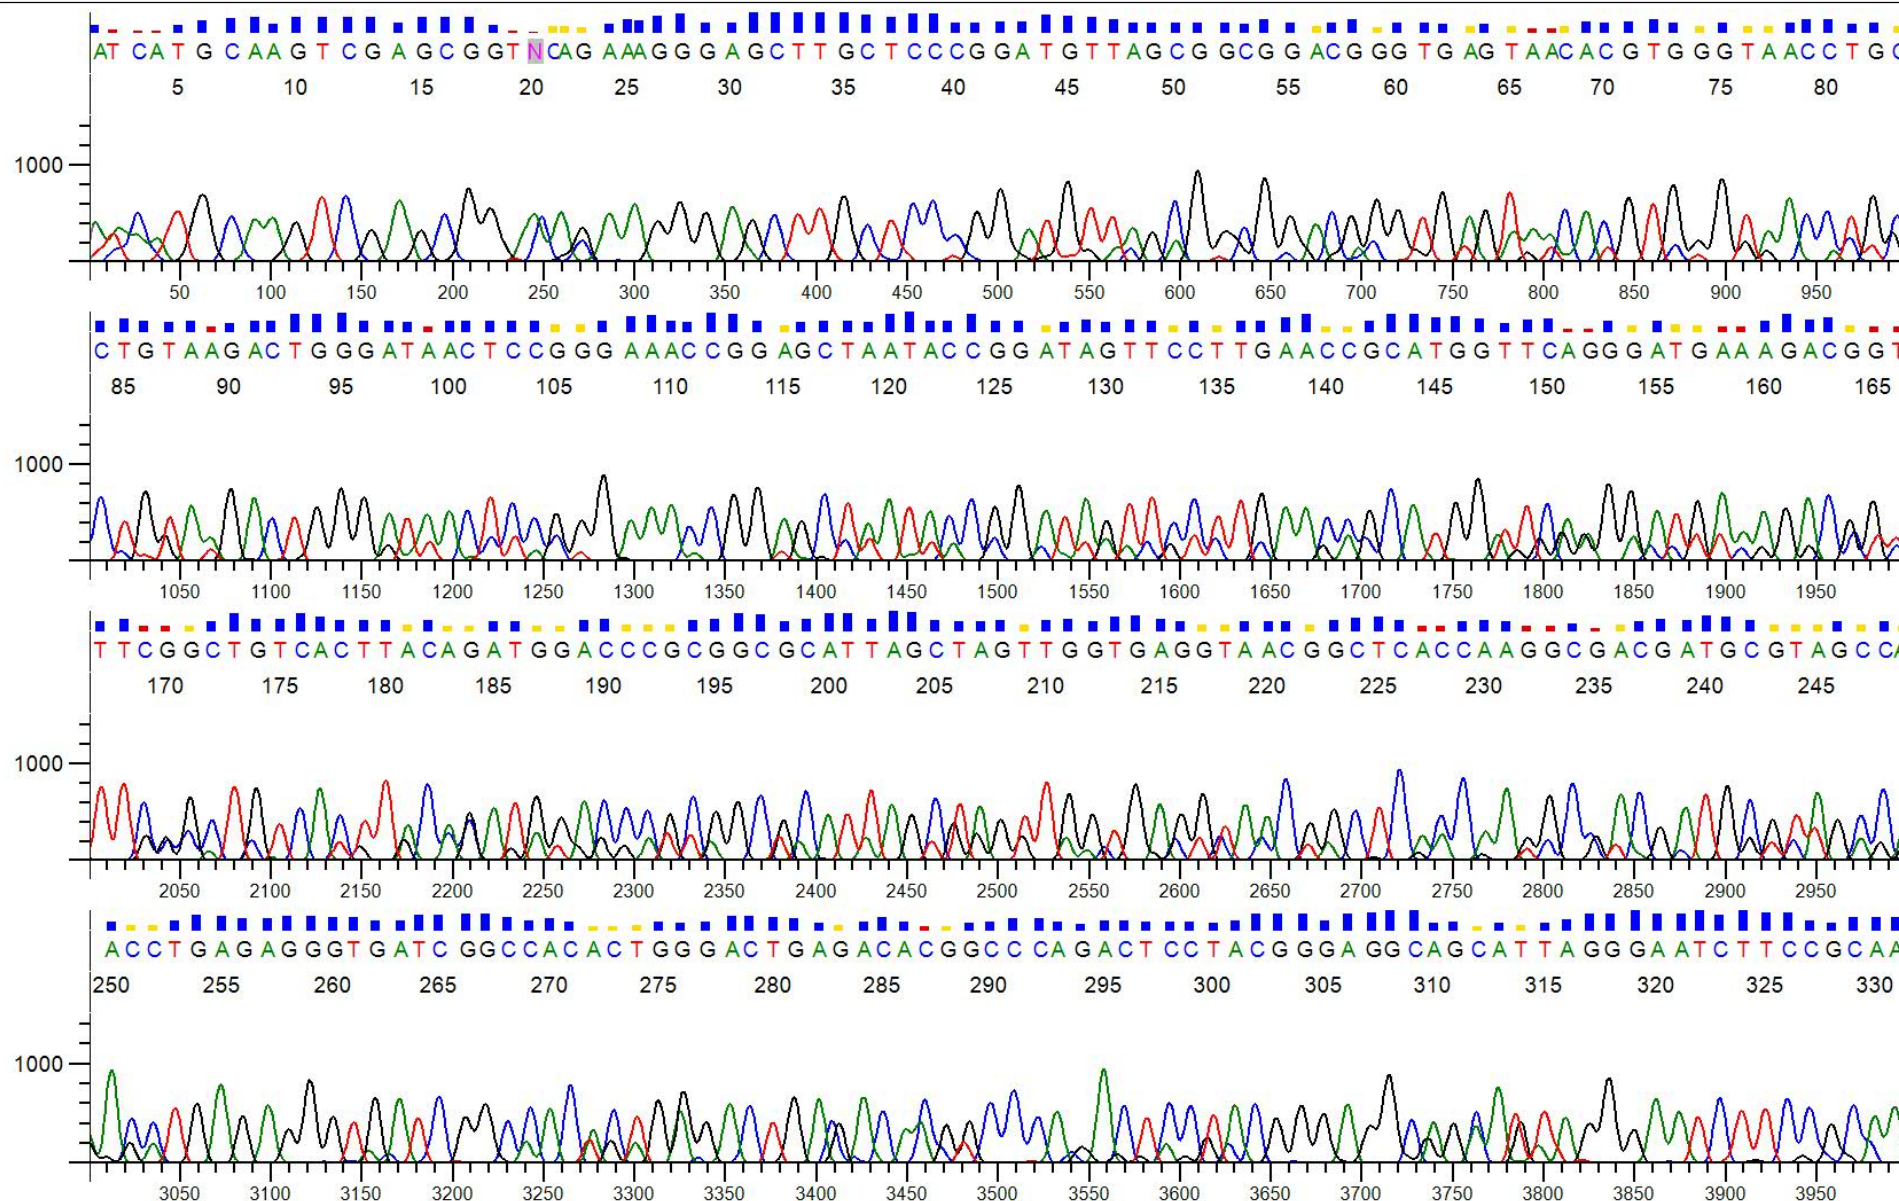 ATCATGCAAGTCGAGCGGTNCAGAAAGGGAGCTTGCTCCCGGATGTTAGCGGCGGACGGGTGAGTAACACGTGGGTAACCTGC
5 10 15 20 25 30 35 40 45 50 55 60 65 70 75 80
1000
50 100 150 200 250 300 350 400 450 500 550 600 650 700 750 800 850 900 950
CTGTAAGACTGGGATAACTCCGGGAAACCGGAGCTAATACCGGATAGTTCCTTGAACCGCATGGTTCAGGGATGAAAGACGGT
85 90 95 100 105 110 115 120 125 130 135 140 145 150 155 160 165
1000
1050 1100 1150 1200 1250 1300 1350 1400 1450 1500 1550 1600 1650 1700 1750 1800 1850 1900 1950
TTCGGCTGTCACTTACAGATGGACCCGCGGCGCATTAGCTAGTTGGTGAGGTAACGGCTCACCAAGGCGACGATGCGTAGCCA
170 175 180 185 190 195 200 205 210 215 220 225 230 235 240 245
1000
2050 2100 2150 2200 2250 2300 2350 2400 2450 2500 2550 2600 2650 2700 2750 2800 2850 2900 2950
ACCTGAGAGGGTGATCGGCCACACTGGGACTGAGACACGGCCCAGACTCCTACGGGAGGCAGCATTAGGGAATCTTCCGCAA
250 255 260 265 270 275 280 285 290 295 300 305 310 315 320 325 330
1000
3050 3100 3150 3200 3250 3300 3350 3400 3450 3500 3550 3600 3650 3700 3750 3800 3850 3900 3950